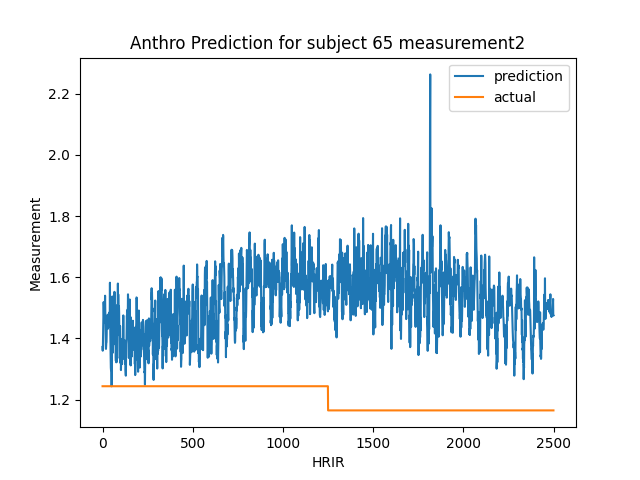 Anthro Prediction for subject 65 measurement2
prediction
actual
2.2
2.0
1.8
1.6
1.4
1.2
Measurement
0
500
1000
1500
2000
2500
HRIR